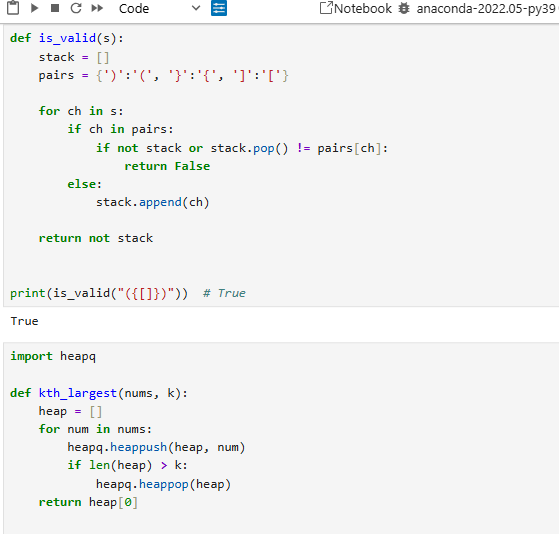 Code Notebook anaconda-2022.05-py39
def is_valid(s):
    stack = []
    pairs = {')':'(', '}':'{', ']':'['}

    for ch in s:
        if ch in pairs:
            if not stack or stack.pop() != pairs[ch]:
                return False
        else:
            stack.append(ch)

    return not stack


print(is_valid("({[]})"))  # True
True
import heapq

def kth_largest(nums, k):
    heap = []
    for num in nums:
        heapq.heappush(heap, num)
        if len(heap) > k:
            heapq.heappop(heap)
    return heap[0]